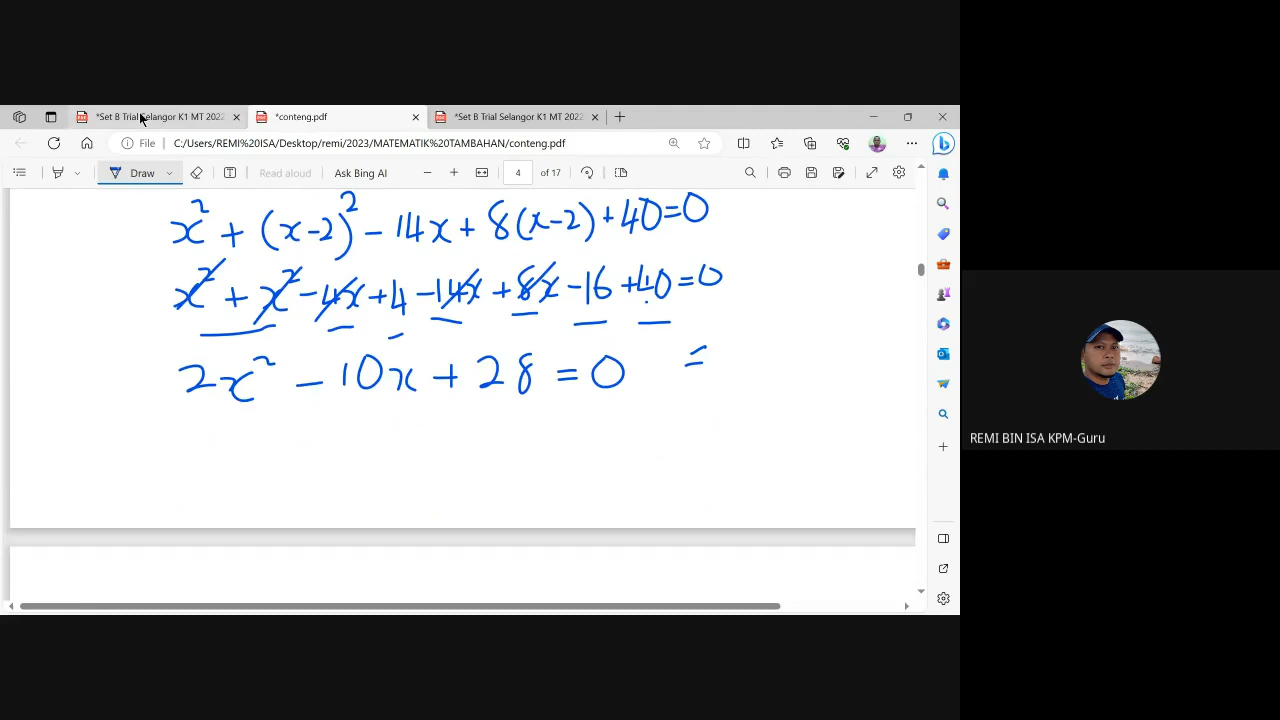 *Set B Trial Selangor K1 MT 2022
*conteng.pdf
*Set B Trial Selangor K1 MT 2022
File
C:/Users/REMI%20ISA/Desktop/remi/2023/MATEMATIK%20TAMBAHAN/conteng.pdf
Draw
Read aloud
Ask Bing AI
4
of 17
x² + (x-2)² - 14x + 8(x-2) + 40 = 0
x² + x² - 4x + 4 - 14x + 8x - 16 + 40 = 0
2x² - 10x + 28 = 0 =
REMI BIN ISA KPM-Guru